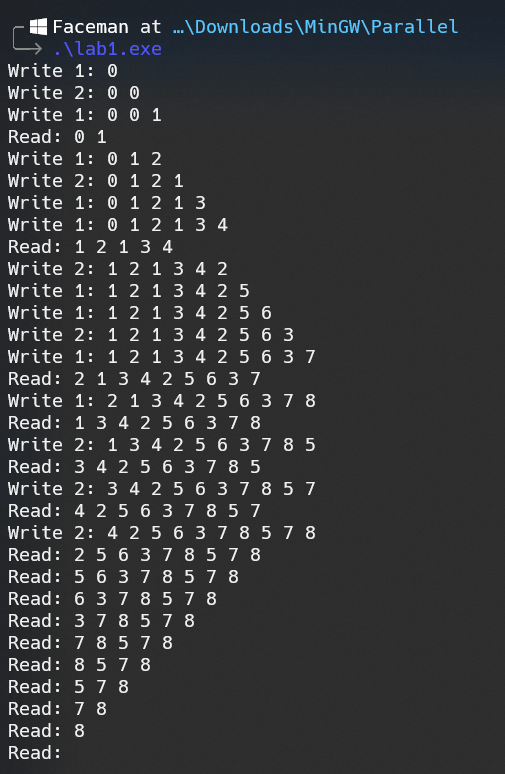 Faceman at …\Downloads\MinGW\Parallel
.\lab1.exe
Write 1: 0
Write 2: 0 0
Write 1: 0 0 1
Read: 0 1
Write 1: 0 1 2
Write 2: 0 1 2 1
Write 1: 0 1 2 1 3
Write 1: 0 1 2 1 3 4
Read: 1 2 1 3 4
Write 2: 1 2 1 3 4 2
Write 1: 1 2 1 3 4 2 5
Write 1: 1 2 1 3 4 2 5 6
Write 2: 1 2 1 3 4 2 5 6 3
Write 1: 1 2 1 3 4 2 5 6 3 7
Read: 2 1 3 4 2 5 6 3 7
Write 1: 2 1 3 4 2 5 6 3 7 8
Read: 1 3 4 2 5 6 3 7 8
Write 2: 1 3 4 2 5 6 3 7 8 5
Read: 3 4 2 5 6 3 7 8 5
Write 2: 3 4 2 5 6 3 7 8 5 7
Read: 4 2 5 6 3 7 8 5 7
Write 2: 4 2 5 6 3 7 8 5 7 8
Read: 2 5 6 3 7 8 5 7 8
Read: 5 6 3 7 8 5 7 8
Read: 6 3 7 8 5 7 8
Read: 3 7 8 5 7 8
Read: 7 8 5 7 8
Read: 8 5 7 8
Read: 5 7 8
Read: 7 8
Read: 8
Read: